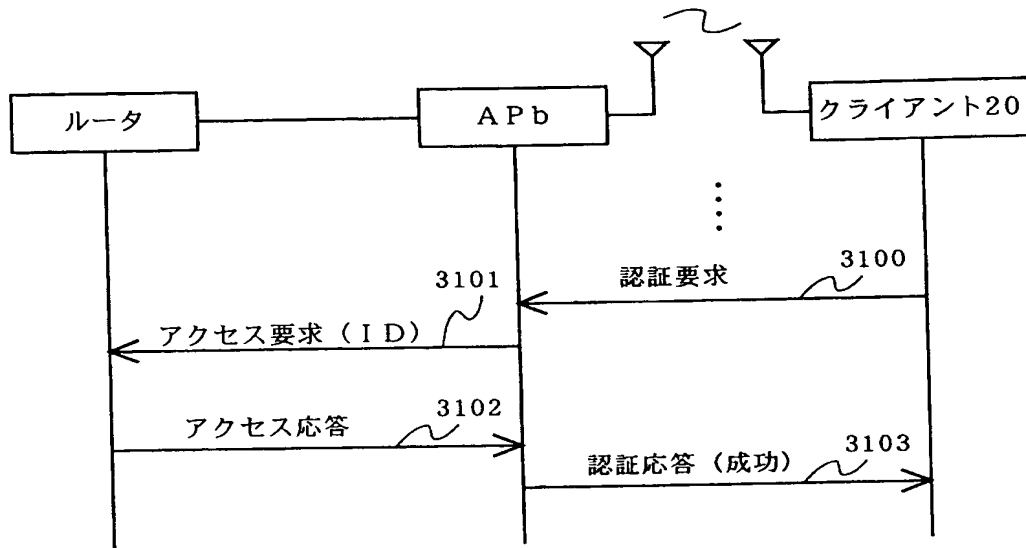 ルータ
ＡＰｂ
クライアント20
3100
認証要求
3101
アクセス要求（ＩＤ）
3102
アクセス応答
3103
認証応答（成功）